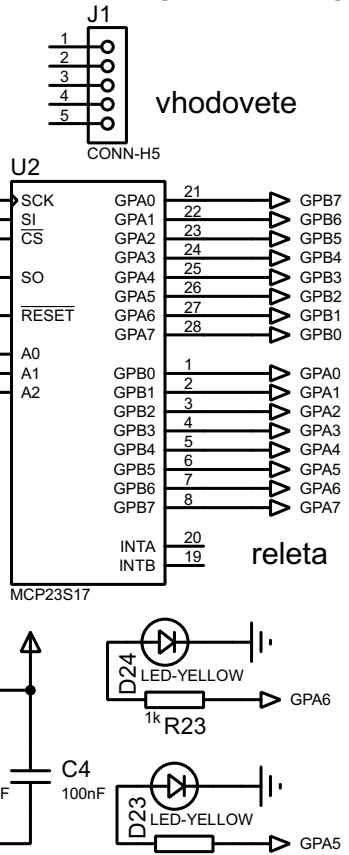 J1
1
2
3
4
5
vhodovete
CONN-H5
U2
SCK GPA0 21 GPB7
SI GPA1 22 GPB6
CS GPA2 23 GPB5
GPA3 24 GPB4
SO GPA4 25 GPB3
GPA5 26 GPB2
RESET GPA6 27 GPB1
GPA7 28 GPB0
A0 GPB0 1 GPA0
A1 GPB1 2 GPA1
A2 GPB2 3 GPA2
GPB3 4 GPA3
GPB4 5 GPA4
GPB5 6 GPA5
GPB6 7 GPA6
GPB7 8 GPA7
INTA 20
INTB 19
releta
MCP23S17
D24
LED-YELLOW
GPA6
1k R23
C4
F 100nF
D23
LED-YELLOW
GPA5